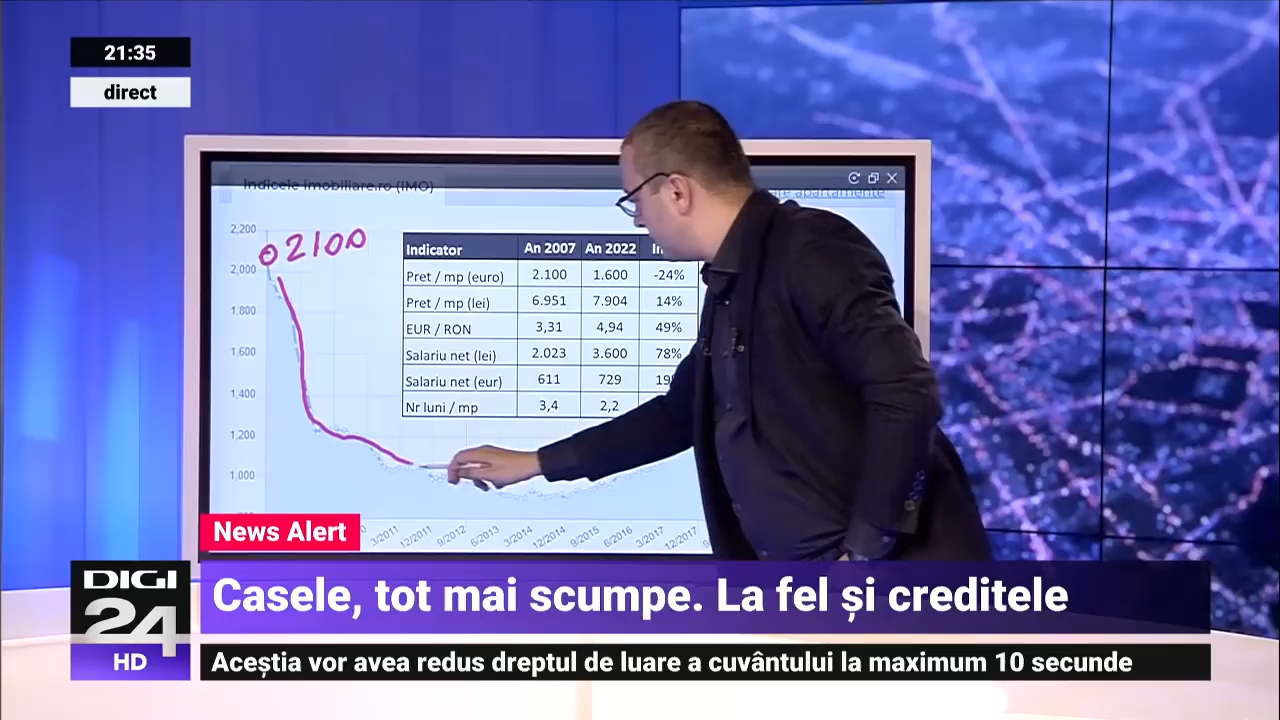 21:35
direct
Indicele imobiliare.ro (IMO)
apartamente
2,200
2,000
1,800
1,600
1,400
1,200
1,000
2100
Indicator An 2007 An 2022
Pret / mp (euro) 2.100 1.600 -24%
Pret / mp (lei) 6.951 7.904 14%
EUR / RON 3,31 4,94 49%
Salariu net (lei) 2.023 3.600 78%
Salariu net (eur) 611 729
Nr luni / mp 3,4 2,2
3/2011 12/2011 9/2012 6/2013 3/2014 12/2014 9/2015 6/2016 3/2017 12/2017
News Alert
DIGI
24
HD
Casele, tot mai scumpe. La fel și creditele
Aceștia vor avea redus dreptul de luare a cuvântului la maximum 10 secunde